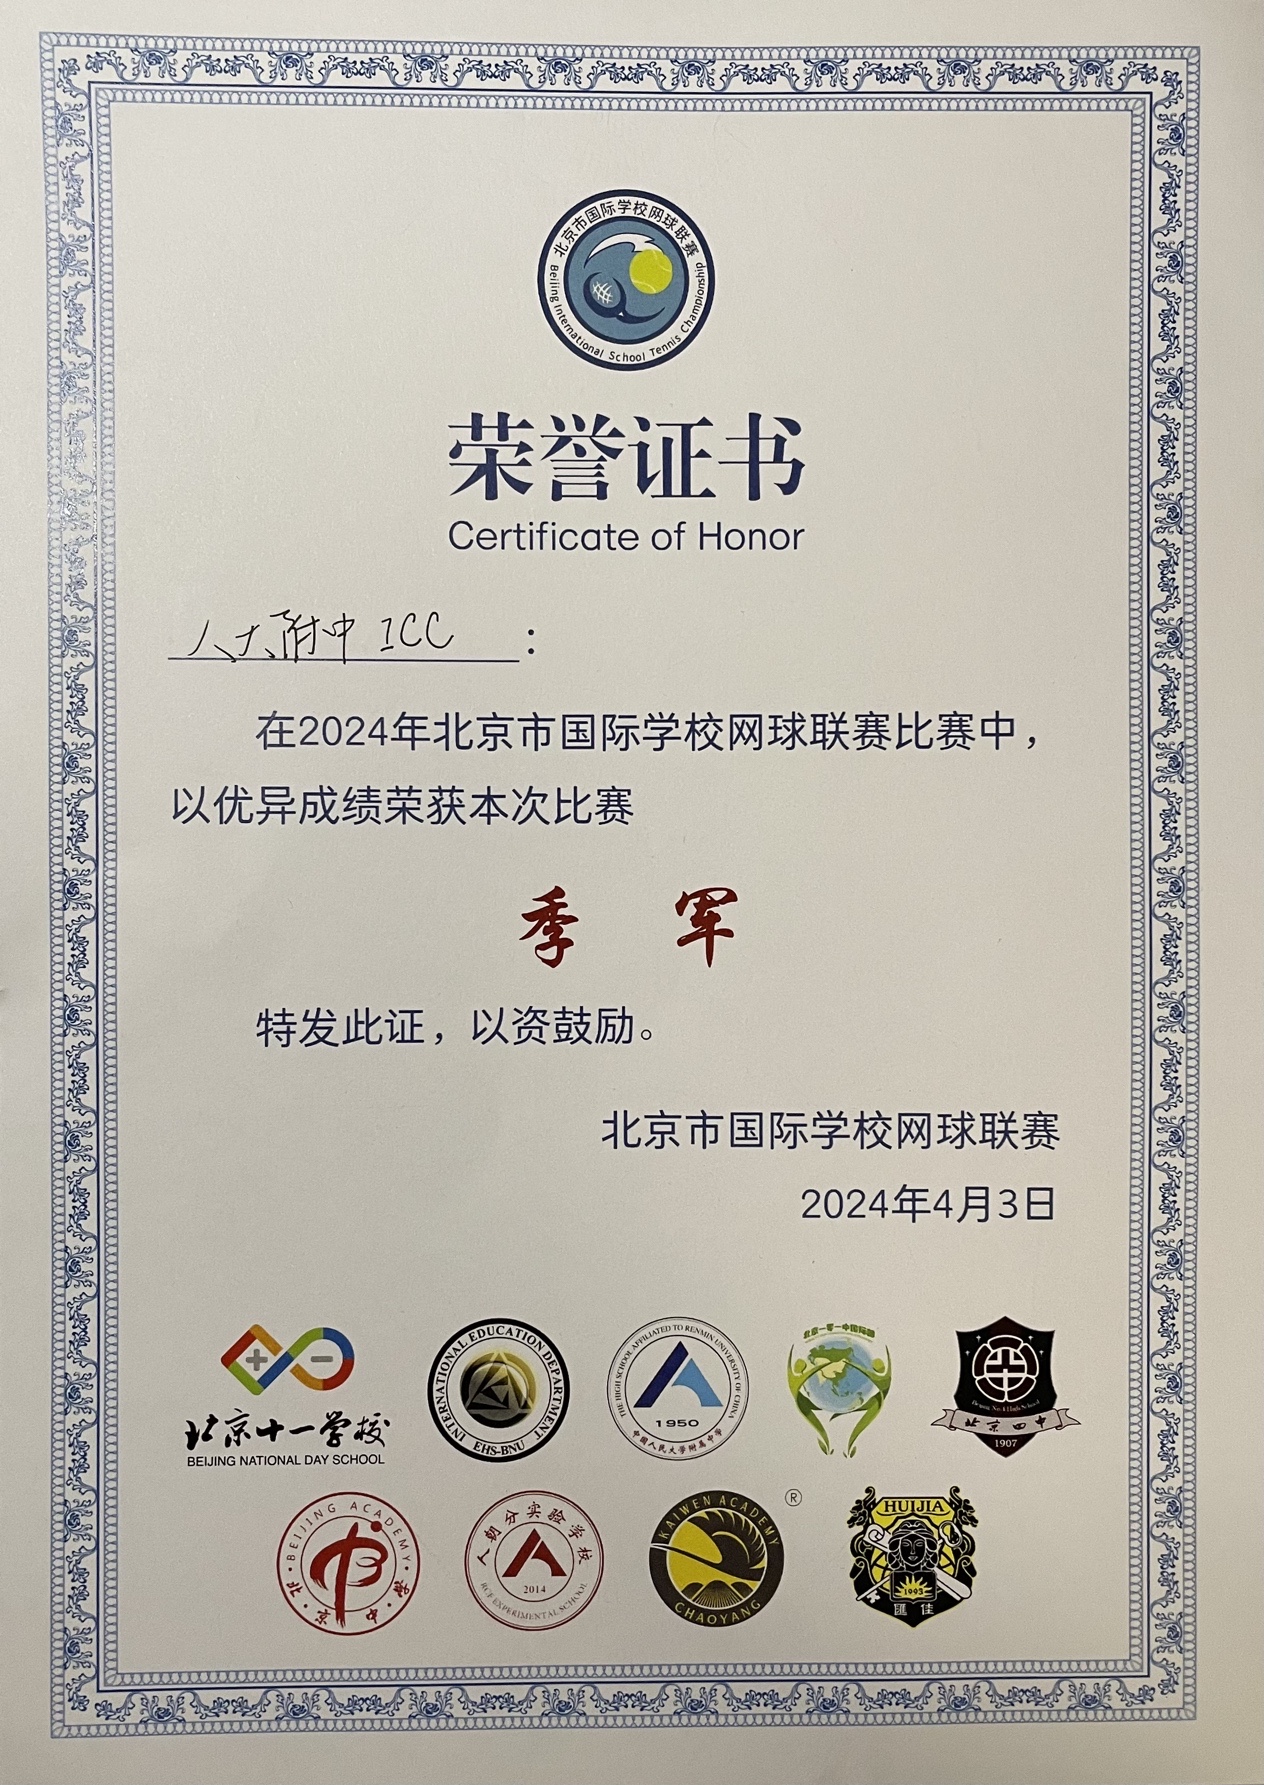 北京市国际学校网球联赛
Beijing International School Tennis Championship
荣誉证书
Certificate of Honor
人大附中 ICC：
在2024年北京市国际学校网球联赛比赛中，
以优异成绩荣获本次比赛
季 军
特发此证，以资鼓励。
北京市国际学校网球联赛
2024年4月3日
北京十一学校
BEIJING NATIONAL DAY SCHOOL
INTERNATIONAL EDUCATION DEPARTMENT
EHS-BNU
THE HIGH SCHOOL AFFILIATED TO RENMIN UNIVERSITY OF CHINA
1950
中国人民大学附属中学
北京一零一中国际部
Beijing No.4 High School
北京四中
1907
BEIJING ACADEMY
北京中学
人朝分实验学校
2014
RCF EXPERIMENTAL SCHOOL
KAIWEN ACADEMY
CHAOYANG
®
HUIJIA
1993
匯佳